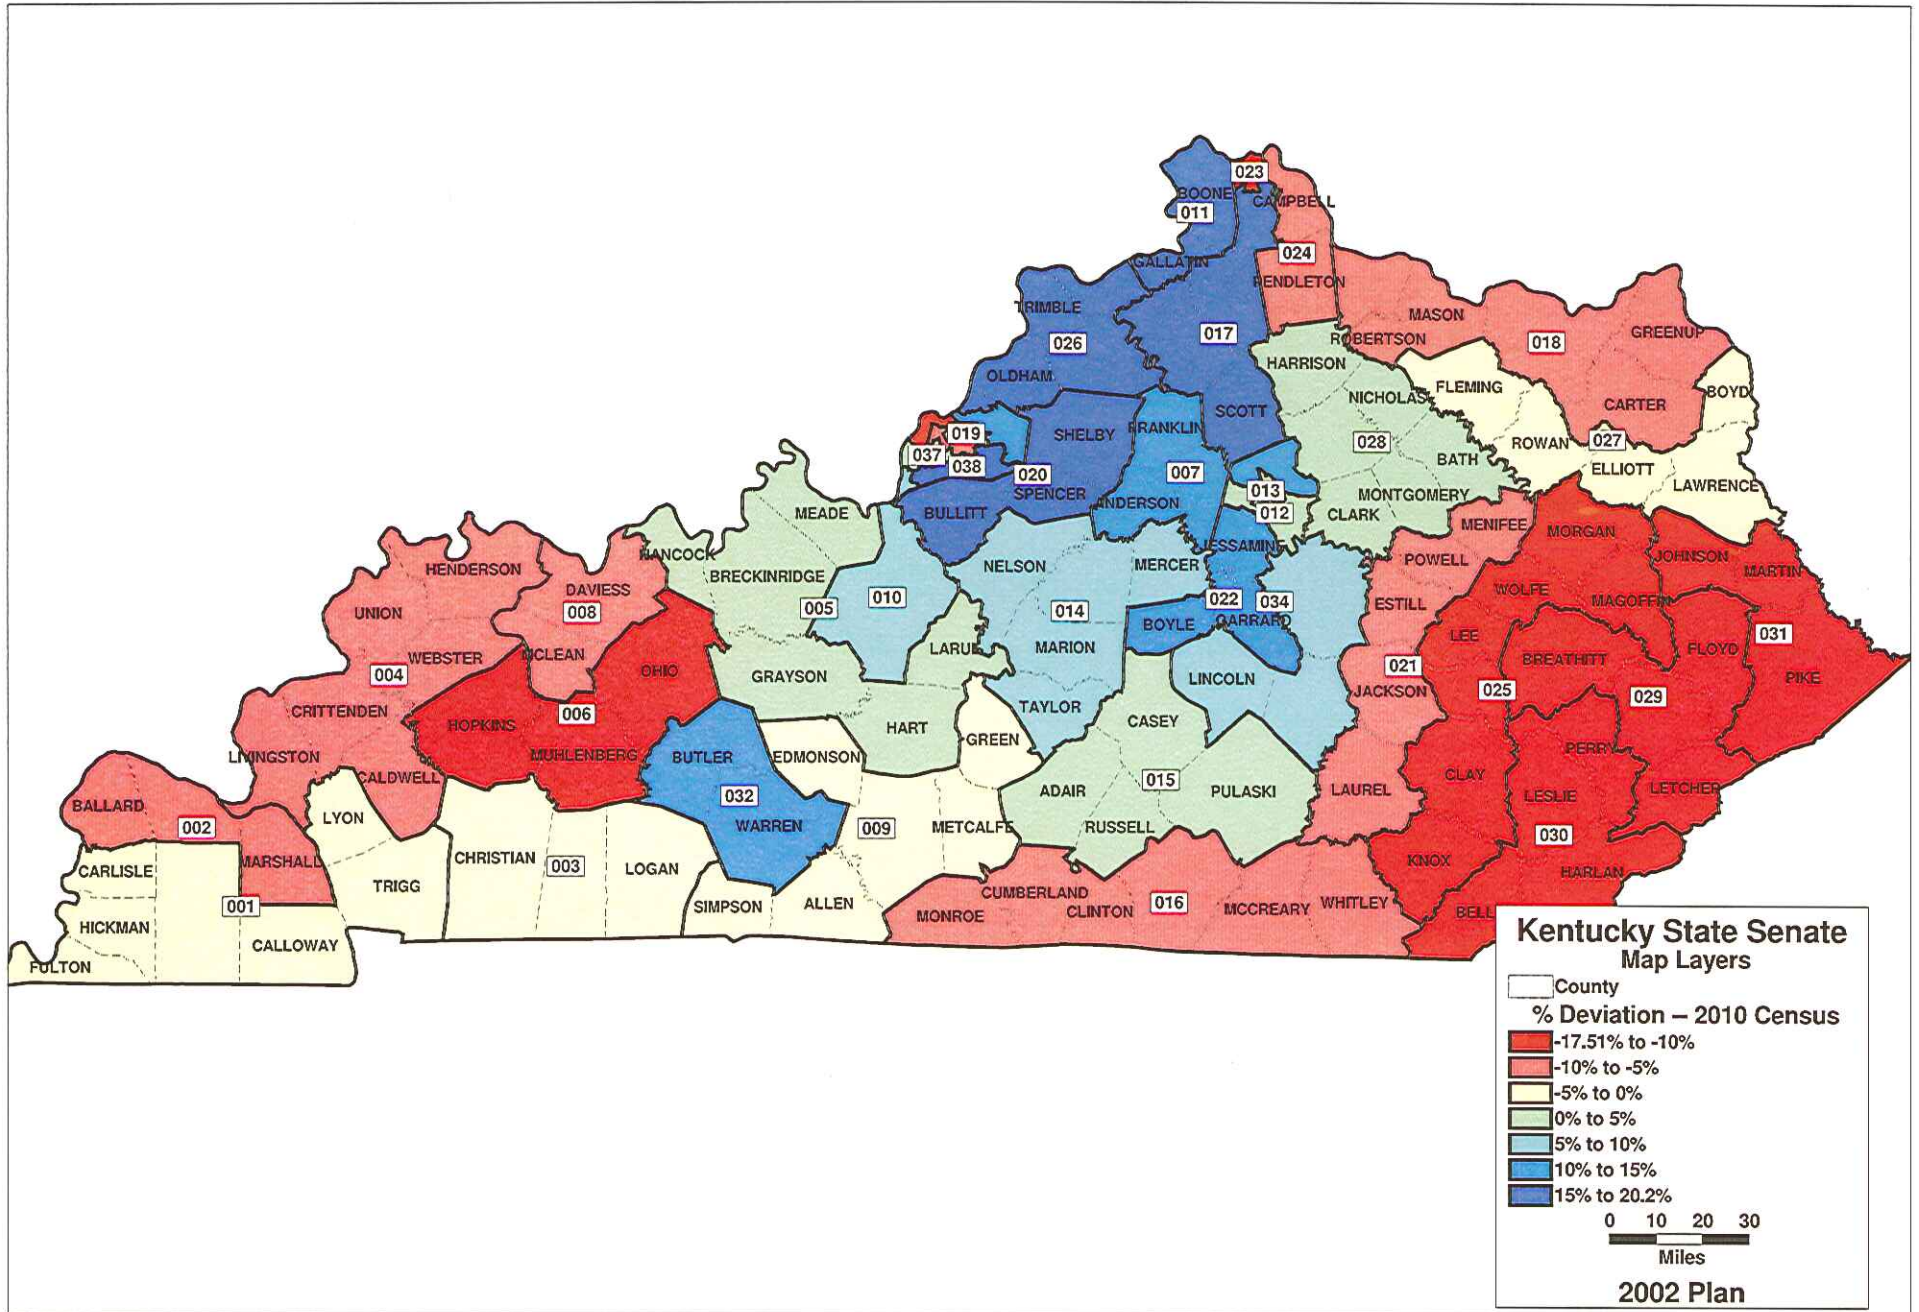 023
BOONE
CAMPBELL
011
024
GALLATIN
PENDLETON
TRIMBLE
MASON
GREENUP
017
ROBERTSON
018
026
HARRISON
OLDHAM
FLEMING
BOYD
NICHOLAS
CARTER
SCOTT
SHELBY
FRANKLIN
019
028
ROWAN
027
037
BATH
038
020
007
ELLIOTT
LAWRENCE
013
SPENCER
MONTGOMERY
ANDERSON
BULLITT
MEADE
012
CLARK
MENIFEE
MORGAN
JESSAMINE
HANCOCK
POWELL
JOHNSON
HENDERSON
BRECKINRIDGE
NELSON
MERCER
MARTIN
DAVIESS
WOLFE
MAGOFFIN
UNION
008
005
010
014
022
034
ESTILL
GARRARD
BOYLE
031
LEE
WEBSTER
MCLEAN
LARUE
MARION
FLOYD
BREATHITT
004
OHIO
GRAYSON
LINCOLN
021
PIKE
JACKSON
025
029
CRITTENDEN
006
TAYLOR
HOPKINS
HART
CASEY
GREEN
LIVINGSTON
MUHLENBERG
BUTLER
EDMONSON
PERRY
CALDWELL
015
CLAY
BALLARD
032
ADAIR
PULASKI
LAUREL
LESLIE
LETCHER
LYON
002
WARREN
009
METCALFE
RUSSELL
030
MARSHALL
CHRISTIAN
003
LOGAN
KNOX
CARLISLE
HARLAN
TRIGG
CUMBERLAND
001
SIMPSON
ALLEN
MONROE
CLINTON
016
MCCREARY
WHITLEY
BELL
HICKMAN
CALLOWAY
FULTON
Kentucky State Senate
Map Layers
County
% Deviation – 2010 Census
-17.51% to -10%
-10% to -5%
-5% to 0%
0% to 5%
5% to 10%
10% to 15%
15% to 20.2%
0 10 20 30
Miles
2002 Plan